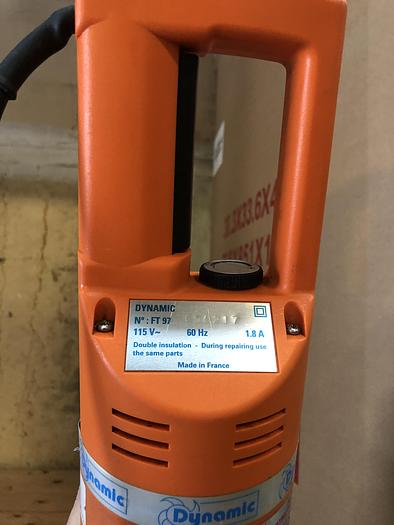 DYNAMIC
N° : FT 97
115 V~ 60 Hz 1.8 A
Double insulation - During repairing use
the same parts
Made in France
Dynamic
Dynamic